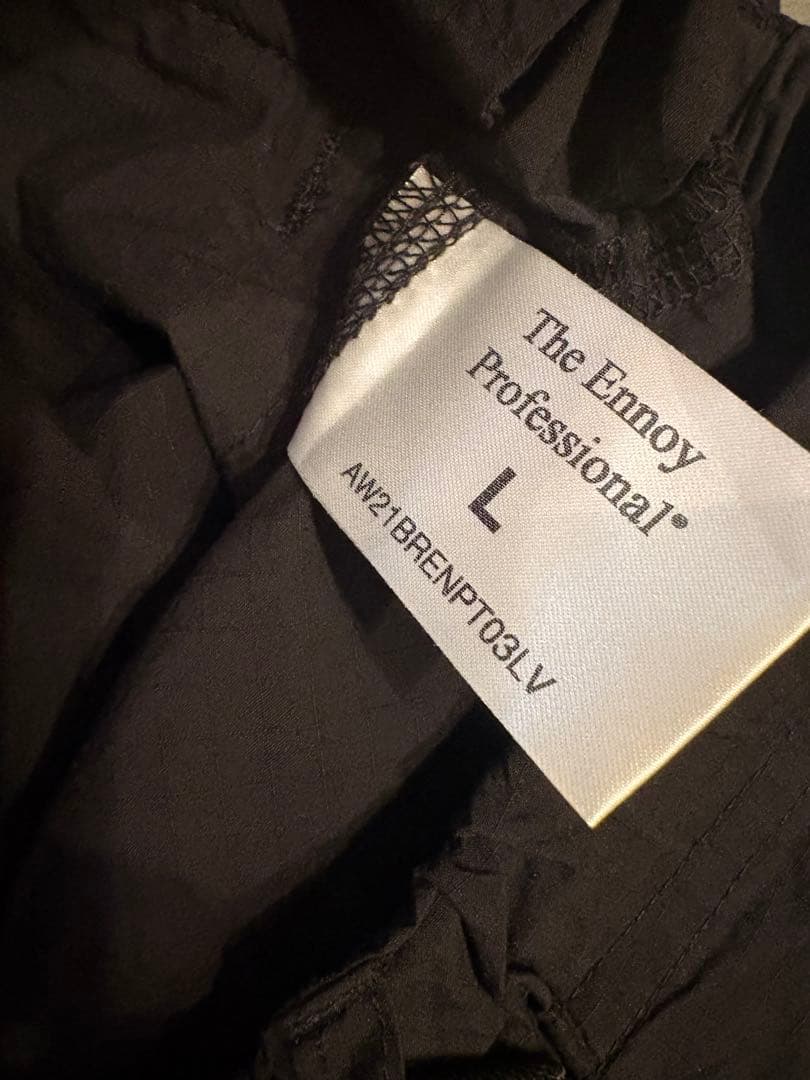 The Ennoy
Professional®
L
AW21BRENPT03LV